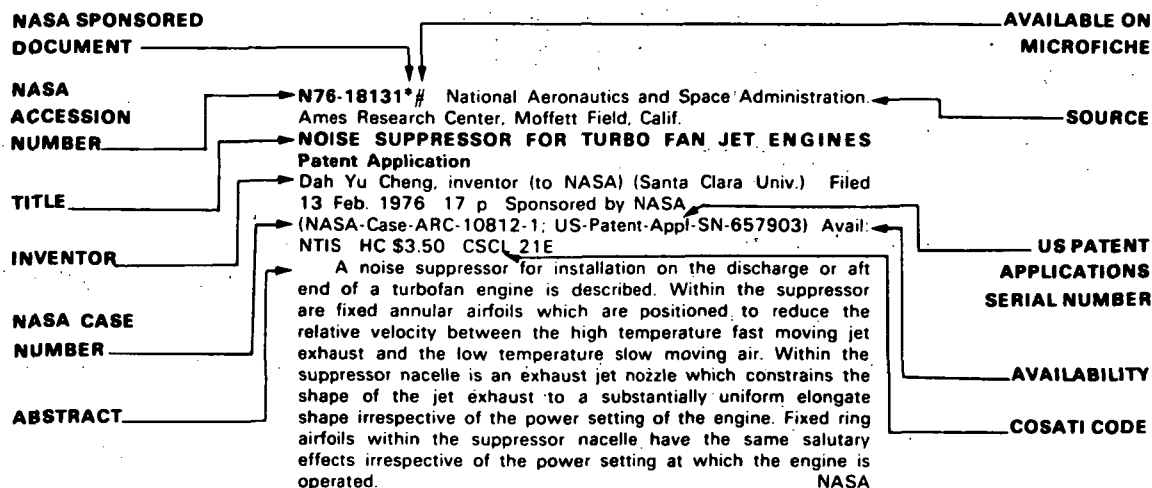 NASA SPONSORED
DOCUMENT
AVAILABLE ON
MICROFICHE
NASA
ACCESSION
NUMBER
N76-18131*# National Aeronautics and Space Administration.
Ames Research Center, Moffett Field, Calif.
SOURCE
NOISE SUPPRESSOR FOR TURBO FAN JET ENGINES
Patent Application
TITLE
Dah Yu Cheng, inventor (to NASA) (Santa Clara Univ.) Filed
13 Feb. 1976 17 p Sponsored by NASA
(NASA-Case-ARC-10812-1; US-Patent-Appl-SN-657903) Avail:
NTIS HC $3.50 CSCL 21E
INVENTOR
US PATENT
APPLICATIONS
SERIAL NUMBER
A noise suppressor for installation on the discharge or aft
end of a turbofan engine is described. Within the suppressor
are fixed annular airfoils which are positioned to reduce the
relative velocity between the high temperature fast moving jet
exhaust and the low temperature slow moving air. Within the
suppressor nacelle is an exhaust jet nozzle which constrains the
shape of the jet exhaust to a substantially uniform elongate
shape irrespective of the power setting of the engine. Fixed ring
airfoils within the suppressor nacelle have the same salutary
effects irrespective of the power setting at which the engine is
operated. NASA
NASA CASE
NUMBER
AVAILABILITY
ABSTRACT
COSATI CODE